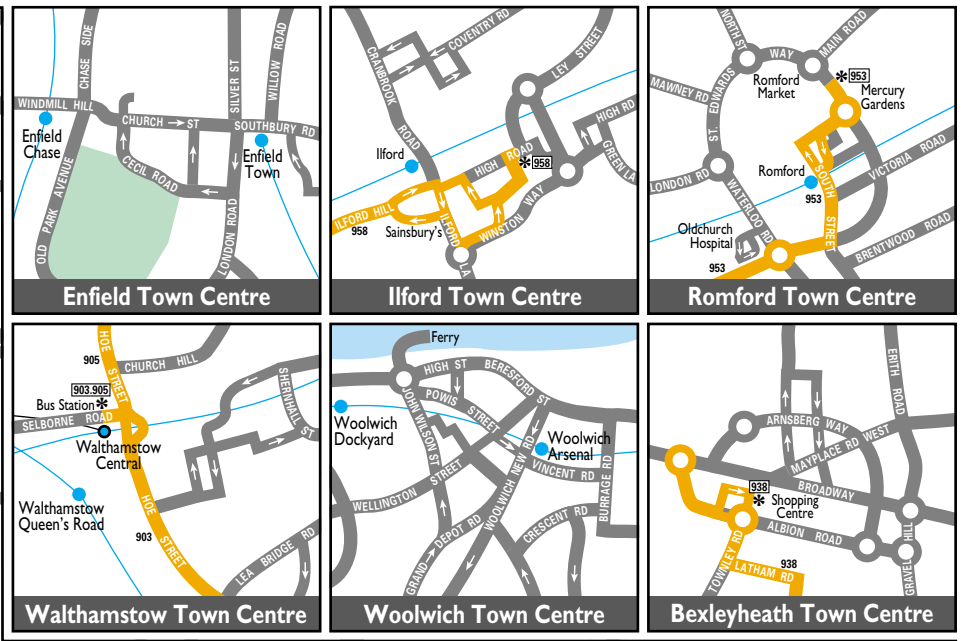 CHASE SIDE
SILVER ST
WILLOW ROAD
WINDMILL HILL
CHURCH
ST
SOUTHBURY RD
Enfield
Chase
Enfield
Town
CECIL ROAD
OLD PARK AVENUE
LONDON ROAD
Enfield Town Centre
CRANBROOK
ROAD
COVENTRY RD
LEY STREET
HIGH RD
GREEN LA
Ilford
HIGH ROAD
958
ILFORD HILL
958
Sainsbury's
ILFORD
LA
WINSTON WAY
Ilford Town Centre
NORTH ST
WAY
MAIN ROAD
ST. EDWARDS
MAWNEY RD
Romford
Market
953
Mercury
Gardens
LONDON RD
Romford
953
SOUTH
STREET
VICTORIA ROAD
WATERLOO RD
Oldchurch
Hospital
BRENTWOOD ROAD
953
Romford Town Centre
HOE
STREET
905
CHURCH HILL
903.905
Bus Station
SELBORNE ROAD
SHERNHALL ST
Walthamstow
Central
Walthamstow
Queen's Road
HOE
STREET
903
LEA BRIDGE RD
Walthamstow Town Centre
Ferry
HIGH ST
BERESFORD
ST
POWIS
STREET
JOHN WILSON ST
Woolwich
Dockyard
Woolwich
Arsenal
WOOLWICH NEW RD
VINCENT RD
BURRAGE RD
WELLINGTON STREET
GRAND DEPOT RD
CRESCENT RD
Woolwich Town Centre
ERITH ROAD
ARNSBERG WAY
MAYPLACE RD WEST
BROADWAY
938
Shopping
Centre
ALBION ROAD
GRAVEL HILL
TOWNLEY RD
LATHAM RD
938
Bexleyheath Town Centre